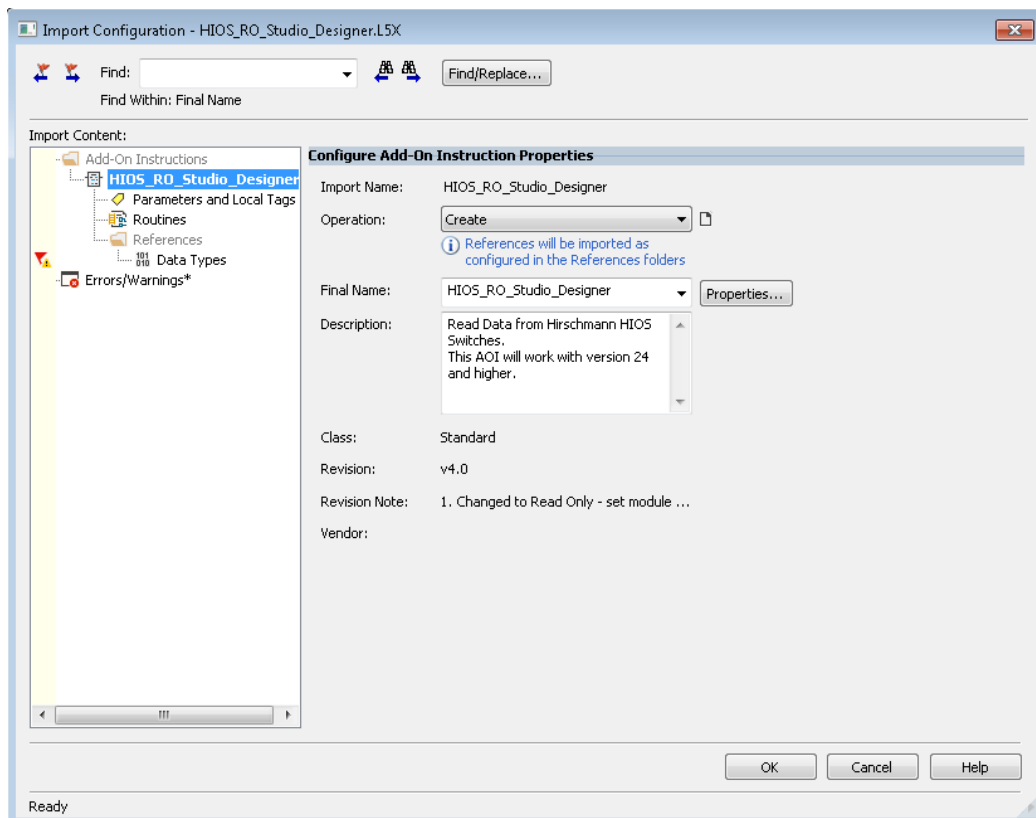 Import Configuration - HIOS_RO_Studio_Designer.L5X
Find:
Find/Replace...
Find Within: Final Name
Import Content:
Add-On Instructions
HIOS_RO_Studio_Designer
Parameters and Local Tags
Routines
References
Data Types
Errors/Warnings*
Configure Add-On Instruction Properties
Import Name: HIOS_RO_Studio_Designer
Operation: Create
References will be imported as
configured in the References folders
Final Name: HIOS_RO_Studio_Designer Properties...
Description: Read Data from Hirschmann HIOS
Switches.
This AOI will work with version 24
and higher.
Class: Standard
Revision: v4.0
Revision Note: 1. Changed to Read Only - set module ...
Vendor:
OK Cancel Help
Ready